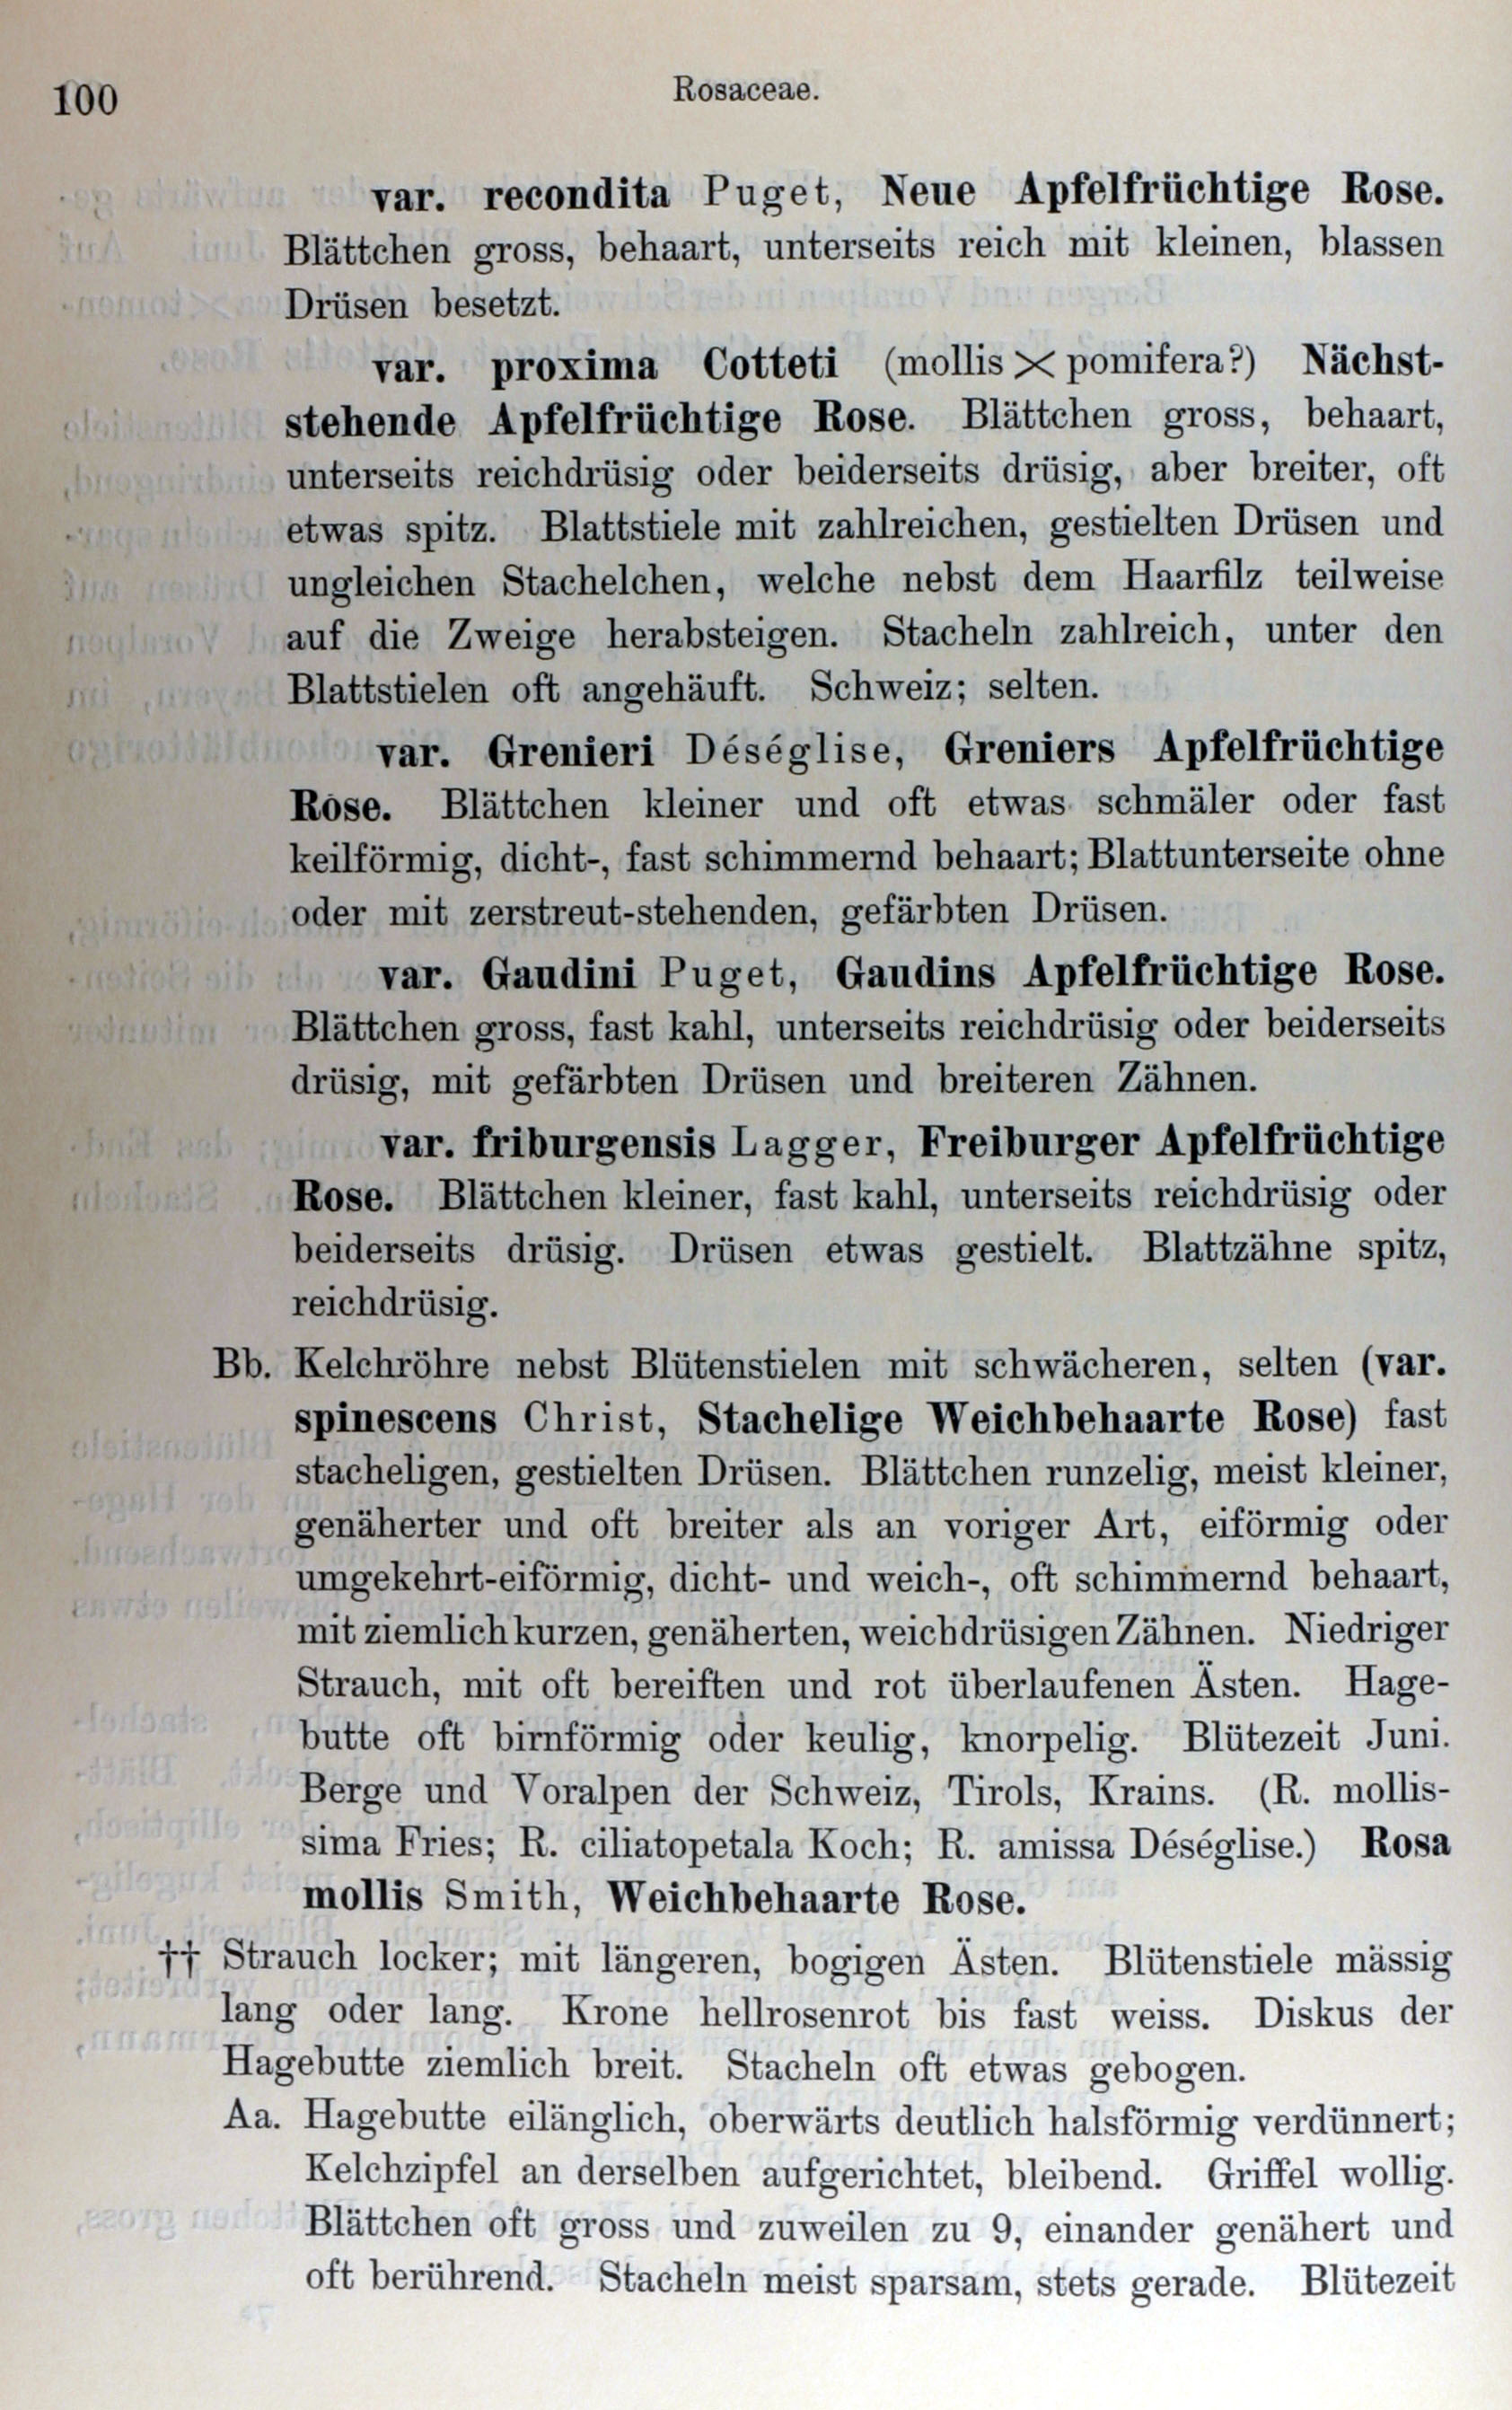 100
Rosaceae.
var. recondita Puget, Neue Apfelfrüchtige Rose.
Blättchen gross, behaart, unterseits reich mit kleinen, blassen
Drüsen besetzt.
var. proxima Cotteti (mollis × pomifera?) Nächst-
stehende Apfelfrüchtige Rose. Blättchen gross, behaart,
unterseits reichdrüsig oder beiderseits drüsig, aber breiter, oft
etwas spitz. Blattstiele mit zahlreichen, gestielten Drüsen und
ungleichen Stachelchen, welche nebst dem Haarfilz teilweise
auf die Zweige herabsteigen. Stacheln zahlreich, unter den
Blattstielen oft angehäuft. Schweiz; selten.
var. Grenieri Déséglise, Greniers Apfelfrüchtige
Rose. Blättchen kleiner und oft etwas schmäler oder fast
keilförmig, dicht-, fast schimmernd behaart; Blattunterseite ohne
oder mit zerstreut-stehenden, gefärbten Drüsen.
var. Gaudini Puget, Gaudins Apfelfrüchtige Rose.
Blättchen gross, fast kahl, unterseits reichdrüsig oder beiderseits
drüsig, mit gefärbten Drüsen und breiteren Zähnen.
var. friburgensis Lagger, Freiburger Apfelfrüchtige
Rose. Blättchen kleiner, fast kahl, unterseits reichdrüsig oder
beiderseits drüsig. Drüsen etwas gestielt. Blattzähne spitz,
reichdrüsig.
Bb. Kelchröhre nebst Blütenstielen mit schwächeren, selten (var.
spinescens Christ, Stachelige Weichbehaarte Rose) fast
stacheligen, gestielten Drüsen. Blättchen runzelig, meist kleiner,
genäherter und oft breiter als an voriger Art, eiförmig oder
umgekehrt-eiförmig, dicht- und weich-, oft schimmernd behaart,
mit ziemlich kurzen, genäherten, weichdrüsigen Zähnen. Niedriger
Strauch, mit oft bereiften und rot überlaufenen Ästen. Hage-
butte oft birnförmig oder keulig, knorpelig. Blütezeit Juni.
Berge und Voralpen der Schweiz, Tirols, Krains. (R. mollis-
sima Fries; R. ciliatopetala Koch; R. amissa Déséglise.) Rosa
mollis Smith, Weichbehaarte Rose.
†† Strauch locker; mit längeren, bogigen Ästen. Blütenstiele mässig
lang oder lang. Krone hellrosenrot bis fast weiss. Diskus der
Hagebutte ziemlich breit. Stacheln oft etwas gebogen.
Aa. Hagebutte eilänglich, oberwärts deutlich halsförmig verdünnert;
Kelchzipfel an derselben aufgerichtet, bleibend. Griffel wollig.
Blättchen oft gross und zuweilen zu 9, einander genähert und
oft berührend. Stacheln meist sparsam, stets gerade. Blütezeit